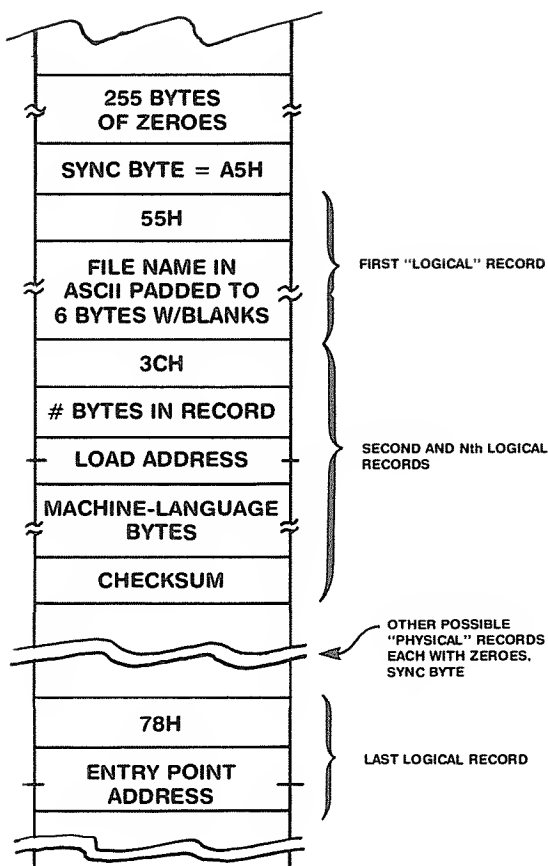 255 BYTES
OF ZEROES
SYNC BYTE = A5H
55H
FILE NAME IN
ASCII PADDED TO
6 BYTES W/BLANKS
FIRST "LOGICAL" RECORD
3CH
# BYTES IN RECORD
LOAD ADDRESS
MACHINE-LANGUAGE
BYTES
CHECKSUM
SECOND AND Nth LOGICAL
RECORDS
OTHER POSSIBLE
"PHYSICAL" RECORDS
EACH WITH ZEROES,
SYNC BYTE
78H
ENTRY POINT
ADDRESS
LAST LOGICAL RECORD